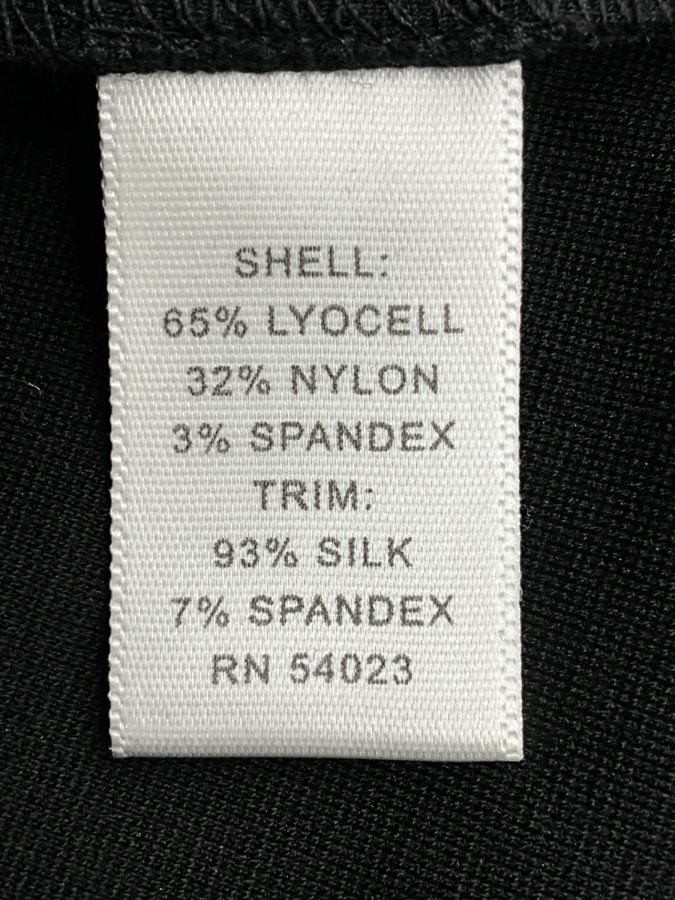 SHELL:
65% LYOCELL
32% NYLON
3% SPANDEX
TRIM:
93% SILK
7% SPANDEX
RN 54023